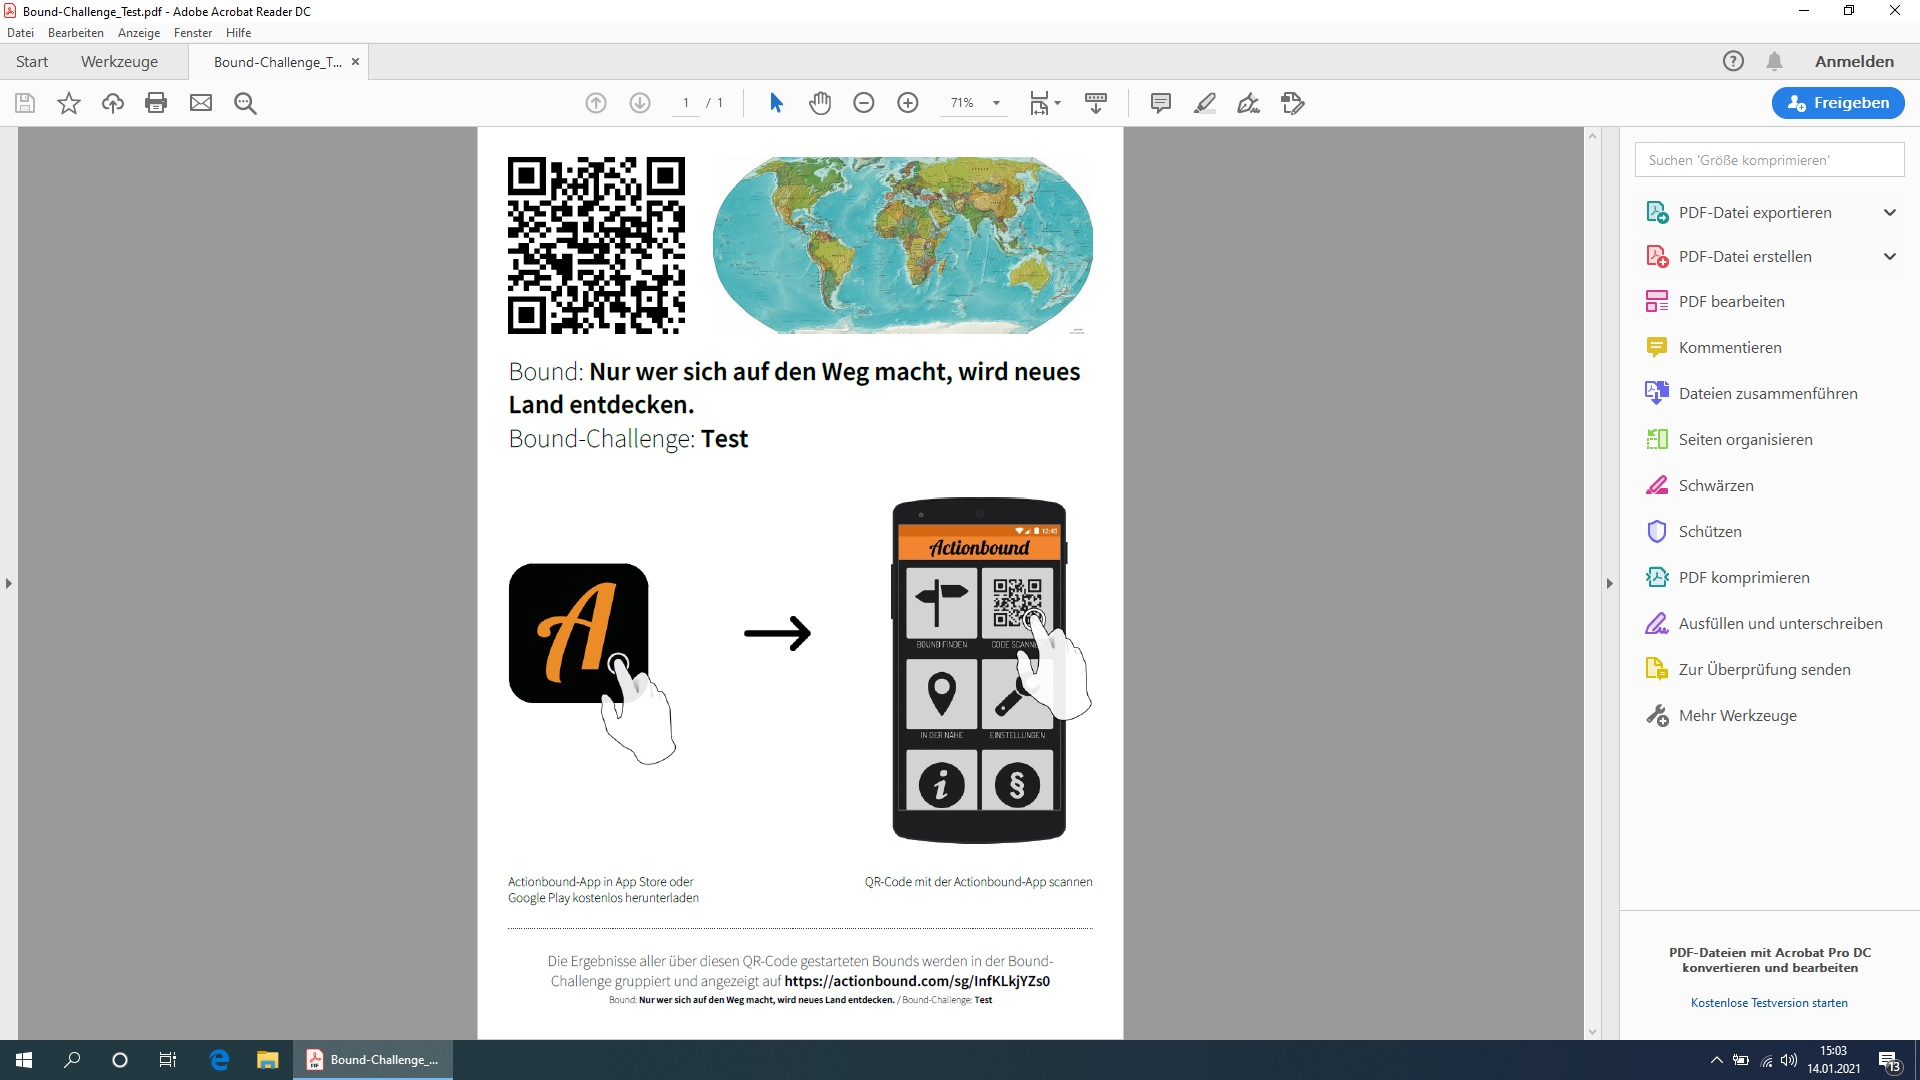 Bound-Challenge_Test.pdf - Adobe Acrobat Reader DC
Datei Bearbeiten Anzeige Fenster Hilfe
Start Werkzeuge Bound-Challenge_T... Anmelden
1 / 1 71% Freigeben
Bound: Nur wer sich auf den Weg macht, wird neues
Land entdecken.
Bound-Challenge: Test
12:43
Actionbound
A
BOUND FINDEN
IN DER NÄHE EINSTELLUNGEN
i §
Actionbound-App in App Store oder
Google Play kostenlos herunterladen
QR-Code mit der Actionbound-App scannen
Die Ergebnisse aller über diesen QR-Code gestarteten Bounds werden in der Bound-
Challenge gruppiert und angezeigt auf https://actionbound.com/sg/InfKLkjYZs0
Bound: Nur wer sich auf den Weg macht, wird neues Land entdecken. / Bound-Challenge: Test
Suchen 'Größe komprimieren'
PDF-Datei exportieren
PDF-Datei erstellen
PDF bearbeiten
Kommentieren
Dateien zusammenführen
Seiten organisieren
Schwärzen
Schützen
PDF komprimieren
Ausfüllen und unterschreiben
Zur Überprüfung senden
Mehr Werkzeuge
PDF-Dateien mit Acrobat Pro DC
konvertieren und bearbeiten
Kostenlose Testversion starten
Bound-Challenge_...
15:03
14.01.2021
13